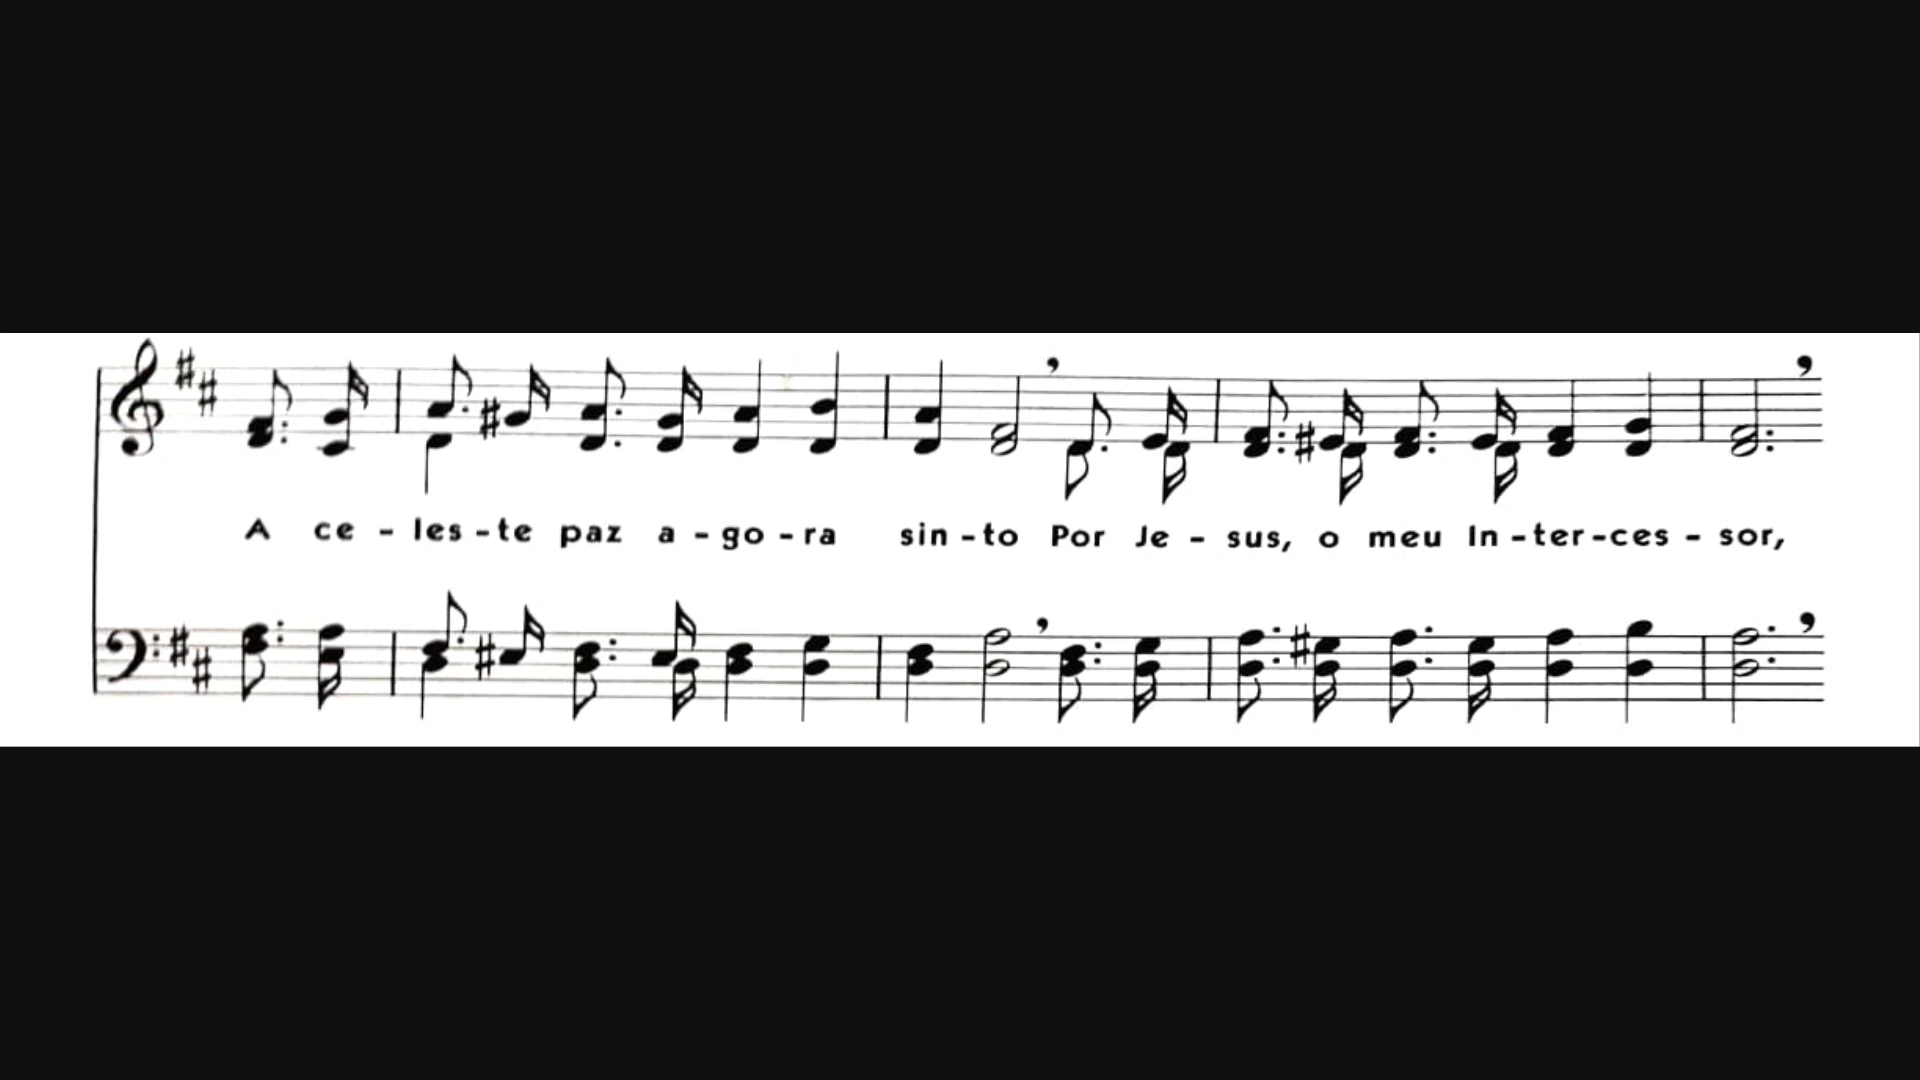 A ce - les - te paz a - go - ra sin - to Por Je - sus, o meu In - ter - ces - sor,